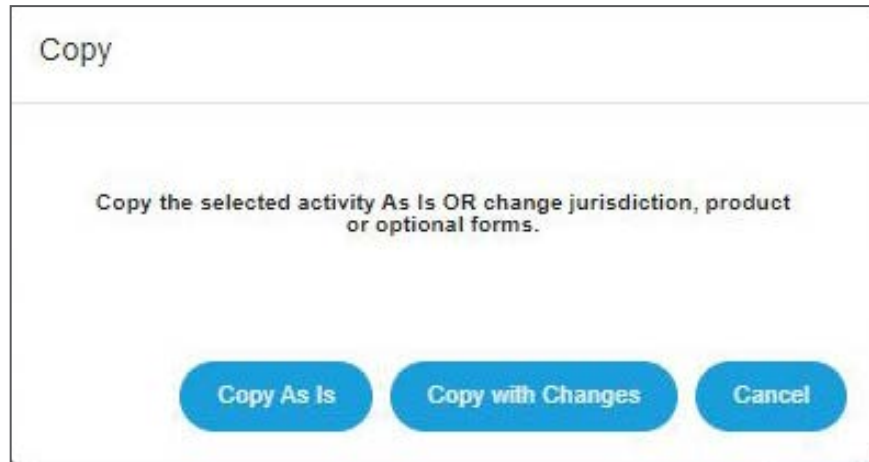 Copy
Copy the selected activity As Is OR change jurisdiction, product
or optional forms.
Copy As Is
Copy with Changes
Cancel